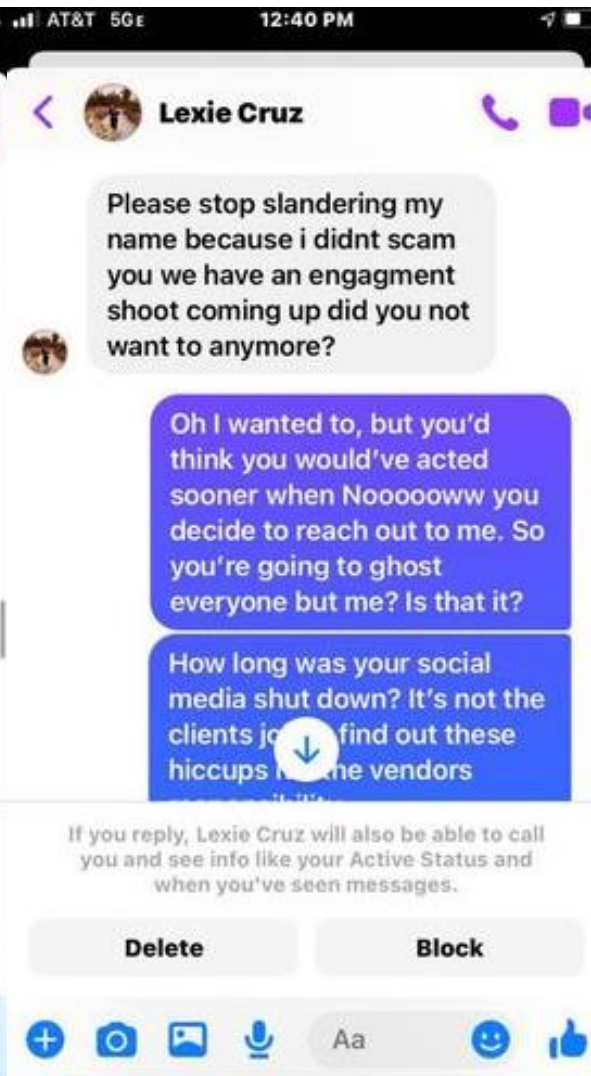 AT&T 5GE 12:40 PM
Lexie Cruz
Please stop slandering my
name because i didnt scam
you we have an engagment
shoot coming up did you not
want to anymore?
Oh I wanted to, but you'd
think you would've acted
sooner when Noooooww you
decide to reach out to me. So
you're going to ghost
everyone but me? Is that it?
How long was your social
media shut down? It's not the
clients find out these
hiccups vendors
If you reply, Lexie Cruz will also be able to call
you and see info like your Active Status and
when you've seen messages.
Delete Block
Aa